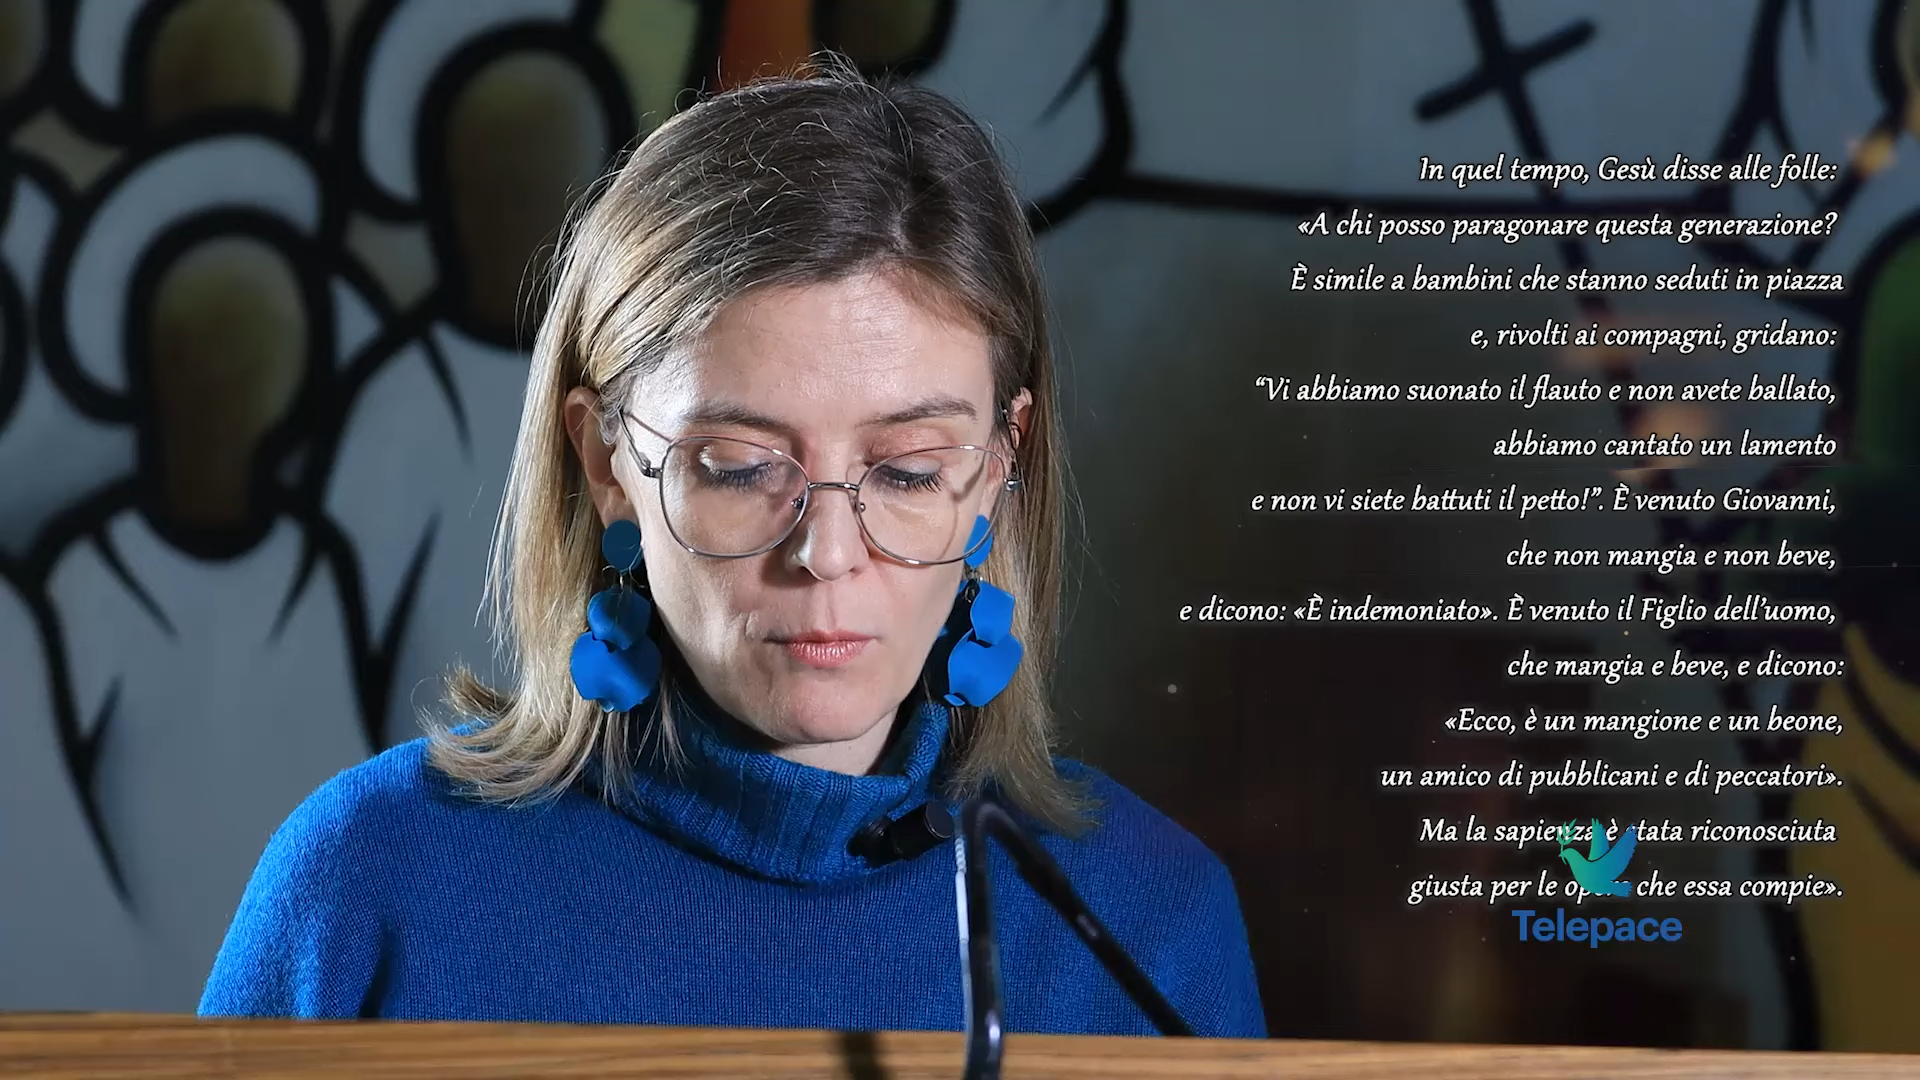 In quel tempo, Gesù disse alle folle:
«A chi posso paragonare questa generazione?
È simile a bambini che stanno seduti in piazza
e, rivolti ai compagni, gridano:
“Vi abbiamo suonato il flauto e non avete ballato,
abbiamo cantato un lamento
e non vi siete battuti il petto!”. È venuto Giovanni,
che non mangia e non beve,
e dicono: «È indemoniato». È venuto il Figlio dell’uomo,
che mangia e beve, e dicono:
«Ecco, è un mangione e un beone,
un amico di pubblicani e di peccatori».
Ma la sapienza è stata riconosciuta
giusta per le opere che essa compie».
Telepace